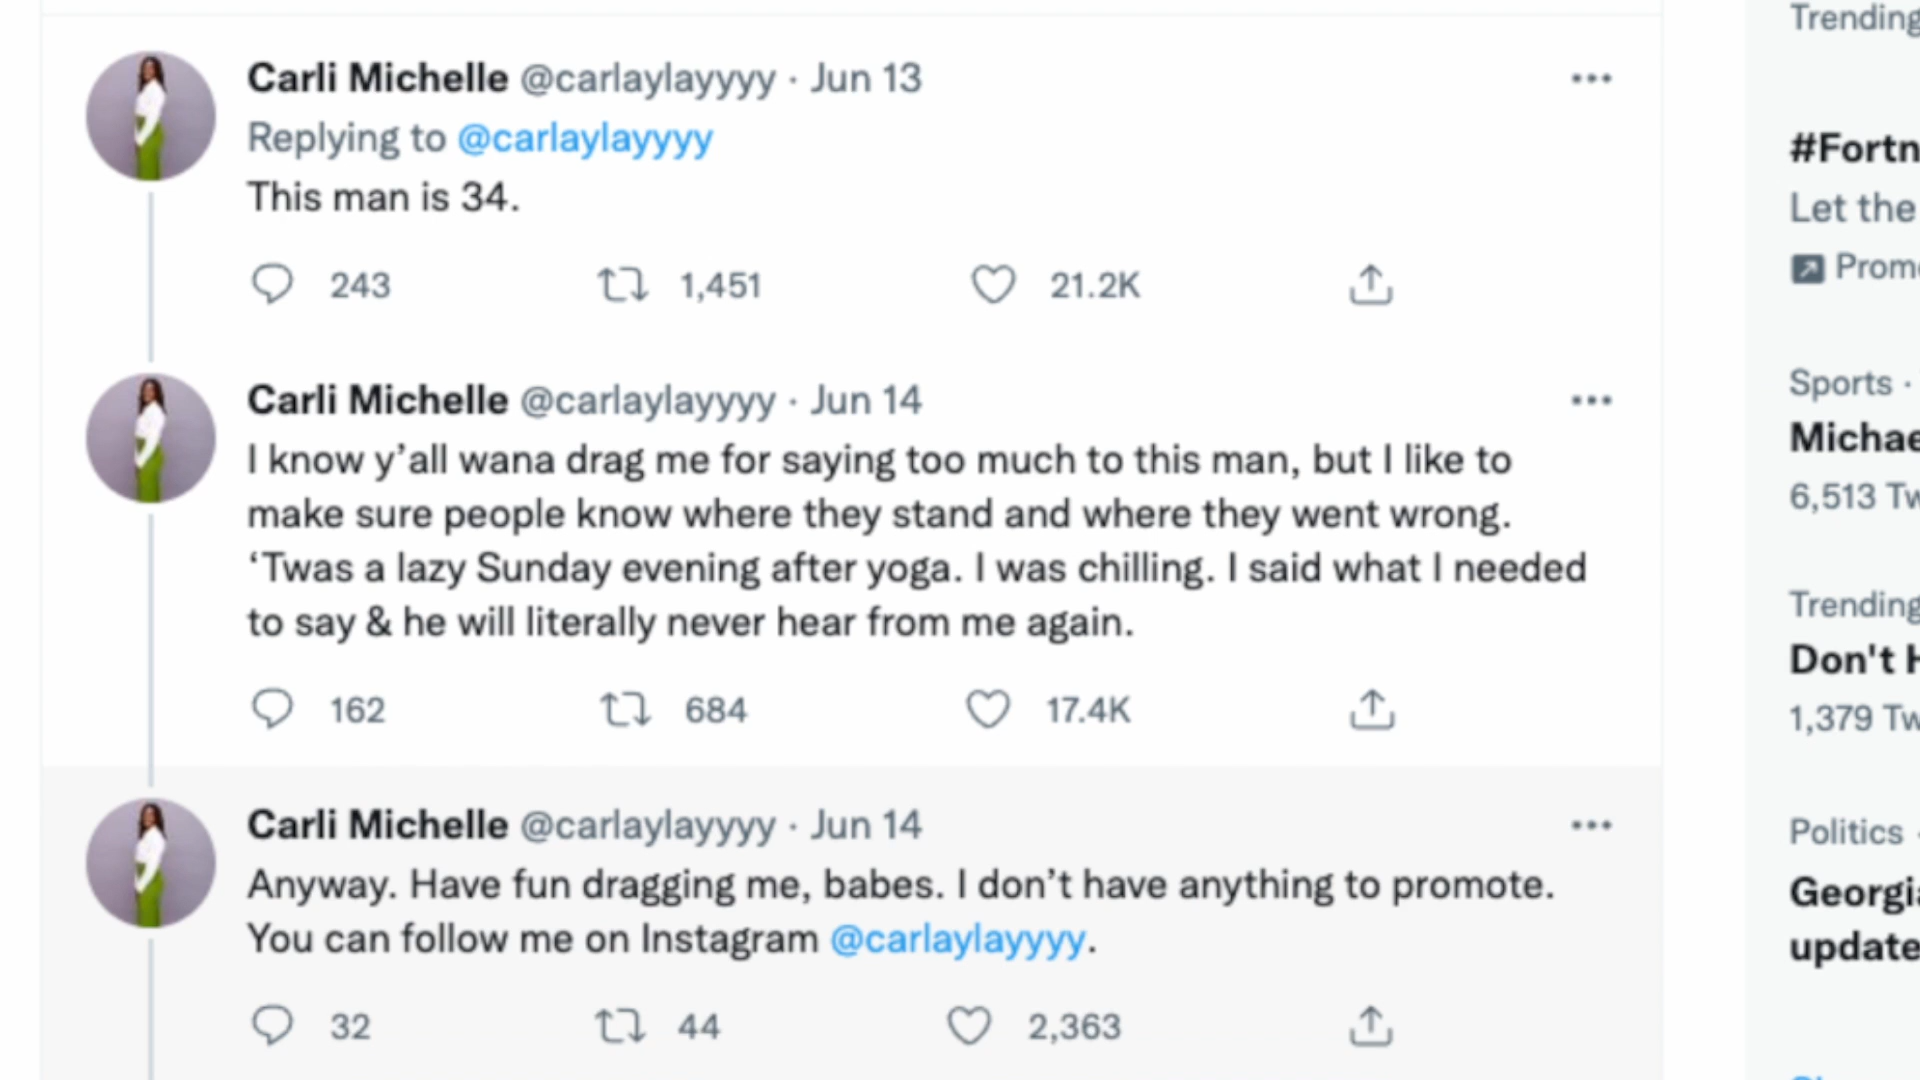 Carli Michelle @carlaylayyyy · Jun 13
Replying to @carlaylayyyy
This man is 34.
243 1,451 21.2K
Carli Michelle @carlaylayyyy · Jun 14
I know y’all wana drag me for saying too much to this man, but I like to
make sure people know where they stand and where they went wrong.
‘Twas a lazy Sunday evening after yoga. I was chilling. I said what I needed
to say & he will literally never hear from me again.
162 684 17.4K
Carli Michelle @carlaylayyyy · Jun 14
Anyway. Have fun dragging me, babes. I don’t have anything to promote.
You can follow me on Instagram @carlaylayyyy.
32 44 2,363
Trending
#Fortn
Let the
Prom
Sports ·
Michae
6,513 Tw
Trending
Don't H
1,379 Tw
Politics ·
Georgia
update